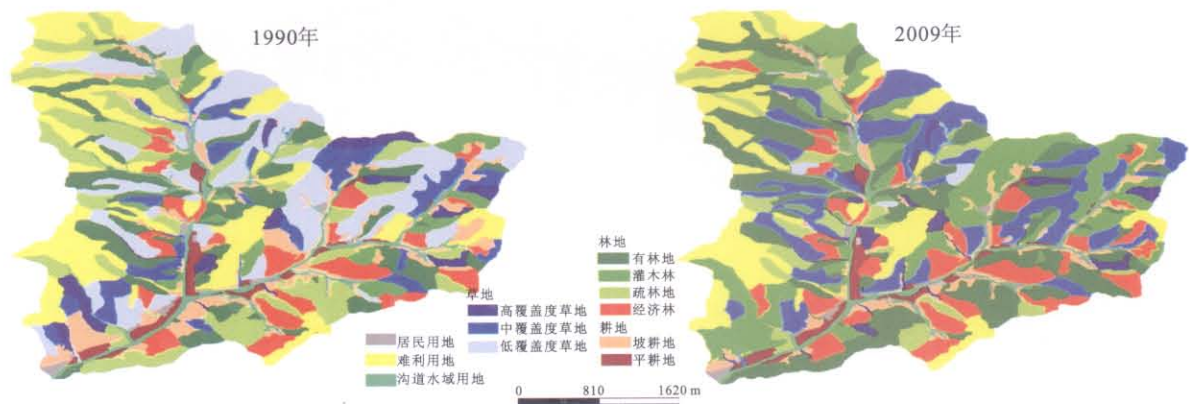 1990年
2009年
林地
有林地
灌木林
疏林地
经济林
草地
高覆盖度草地
中覆盖度草地
低覆盖度草地
耕地
坡耕地
平耕地
居民用地
难利用地
沟道水域用地
0 810 1620 m